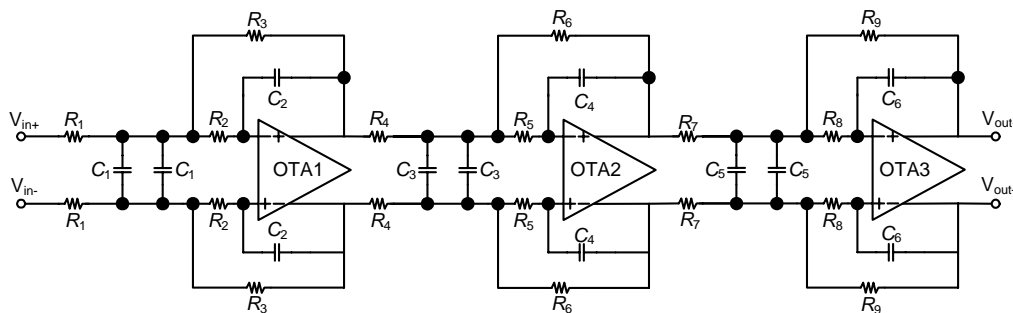 R3 R6 R9
C2 C4 C6
Vin+ R1 R2 R4 R5 R7 R8 Vout-
C1 C1 OTA1 C3 C3 OTA2 C5 C5 OTA3
Vin- R1 R2 R4 R5 R7 R8 Vout+
C2 C4 C6
R3 R6 R9